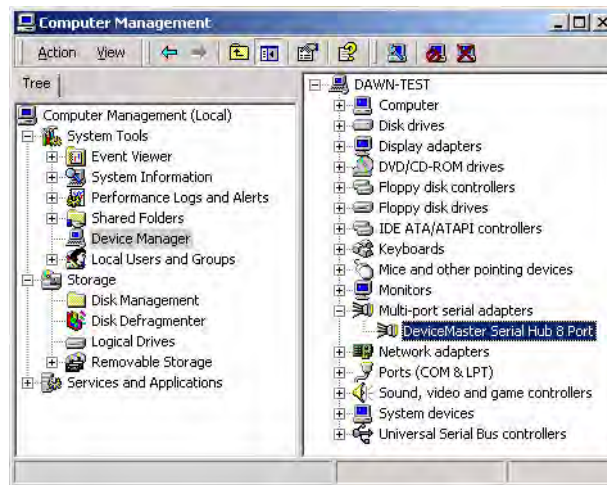 Computer Management
Action View
Tree
Computer Management (Local)
System Tools
Event Viewer
System Information
Performance Logs and Alerts
Shared Folders
Device Manager
Local Users and Groups
Storage
Disk Management
Disk Defragmenter
Logical Drives
Removable Storage
Services and Applications
DAWN-TEST
Computer
Disk drives
Display adapters
DVD/CD-ROM drives
Floppy disk controllers
Floppy disk drives
IDE ATA/ATAPI controllers
Keyboards
Mice and other pointing devices
Monitors
Multi-port serial adapters
DeviceMaster Serial Hub 8 Port
Network adapters
Ports (COM & LPT)
Sound, video and game controllers
System devices
Universal Serial Bus controllers